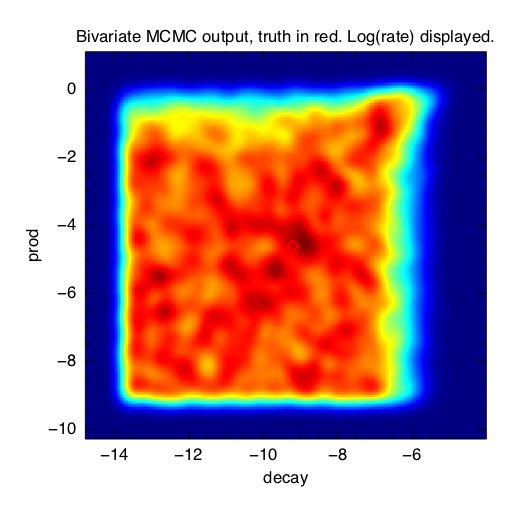 Bivariate MCMC output, truth in red. Log(rate) displayed.
0
−2
−4
−6
−8
−10
prod
−14 −12 −10 −8 −6
decay